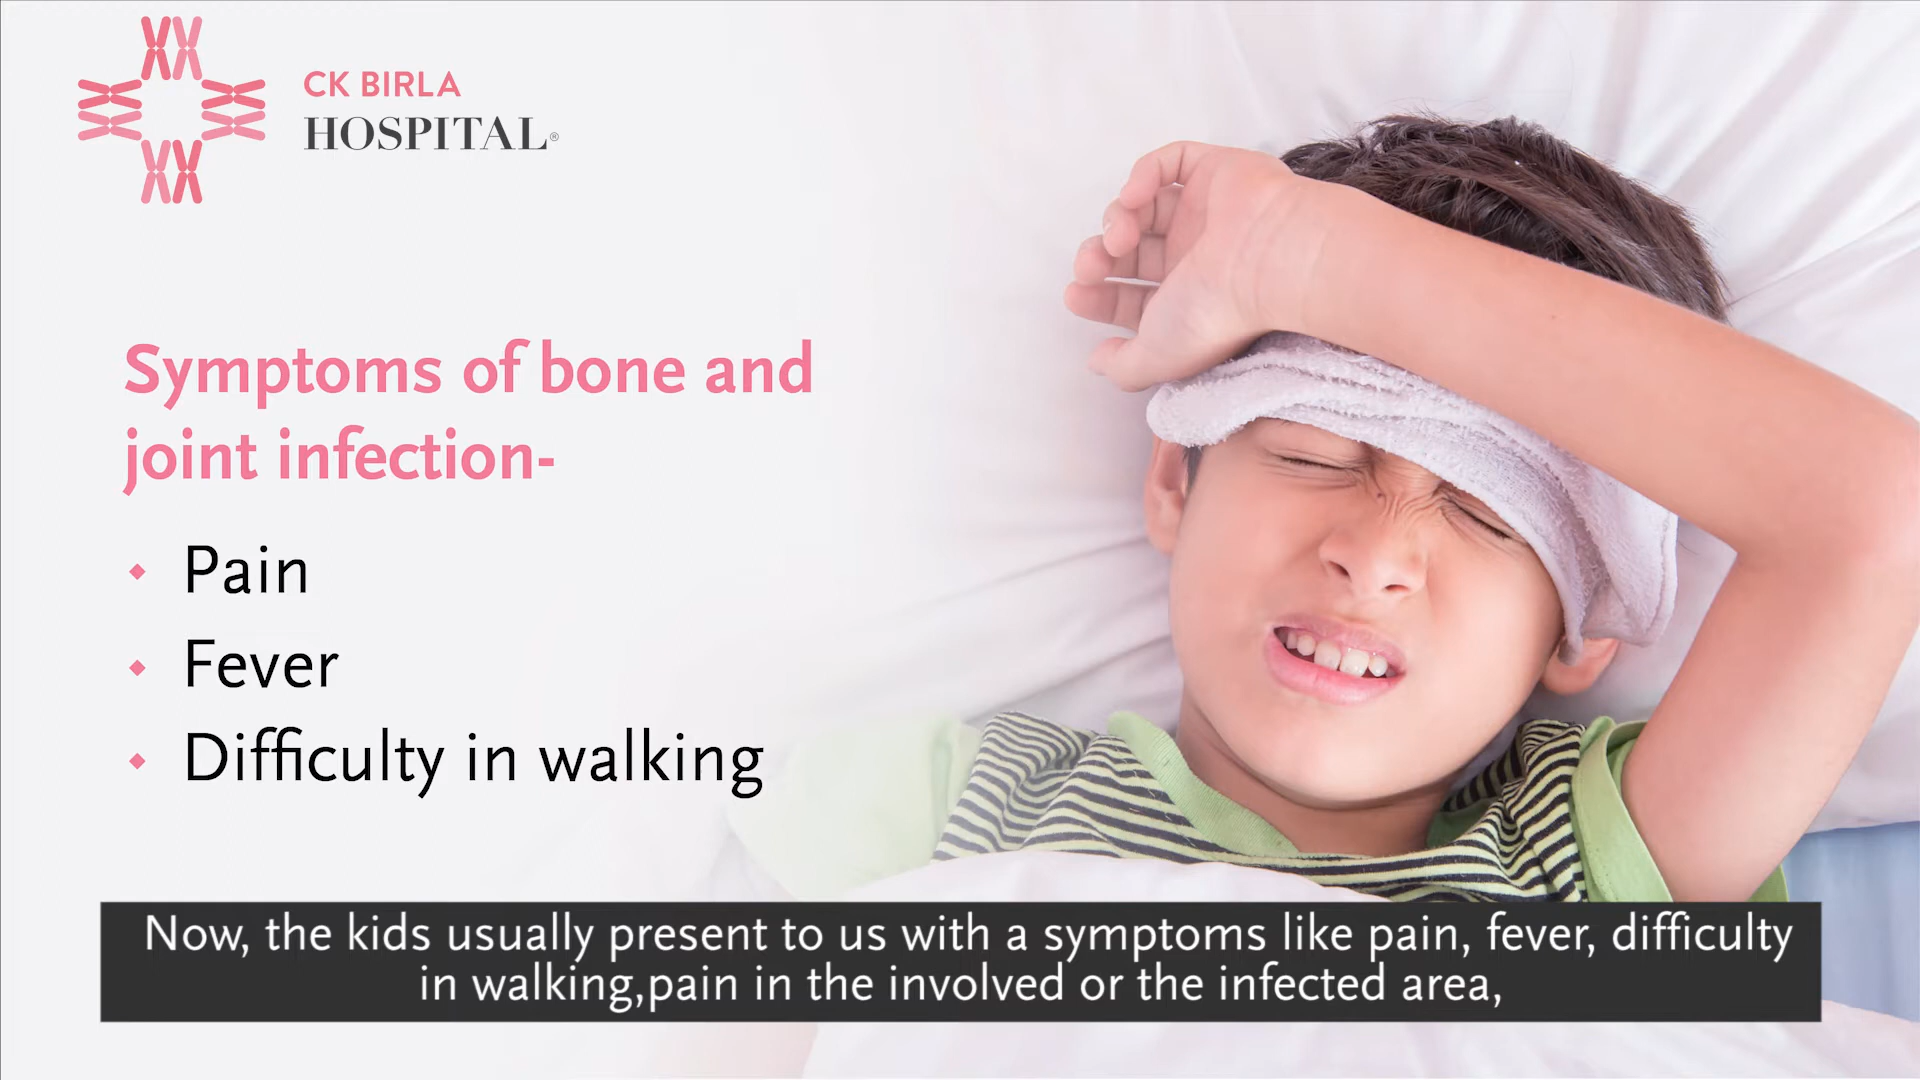 CK BIRLA
HOSPITAL®
Symptoms of bone and
joint infection-
• Pain
• Fever
• Difficulty in walking
Now, the kids usually present to us with a symptoms like pain, fever, difficulty
in walking,pain in the involved or the infected area,